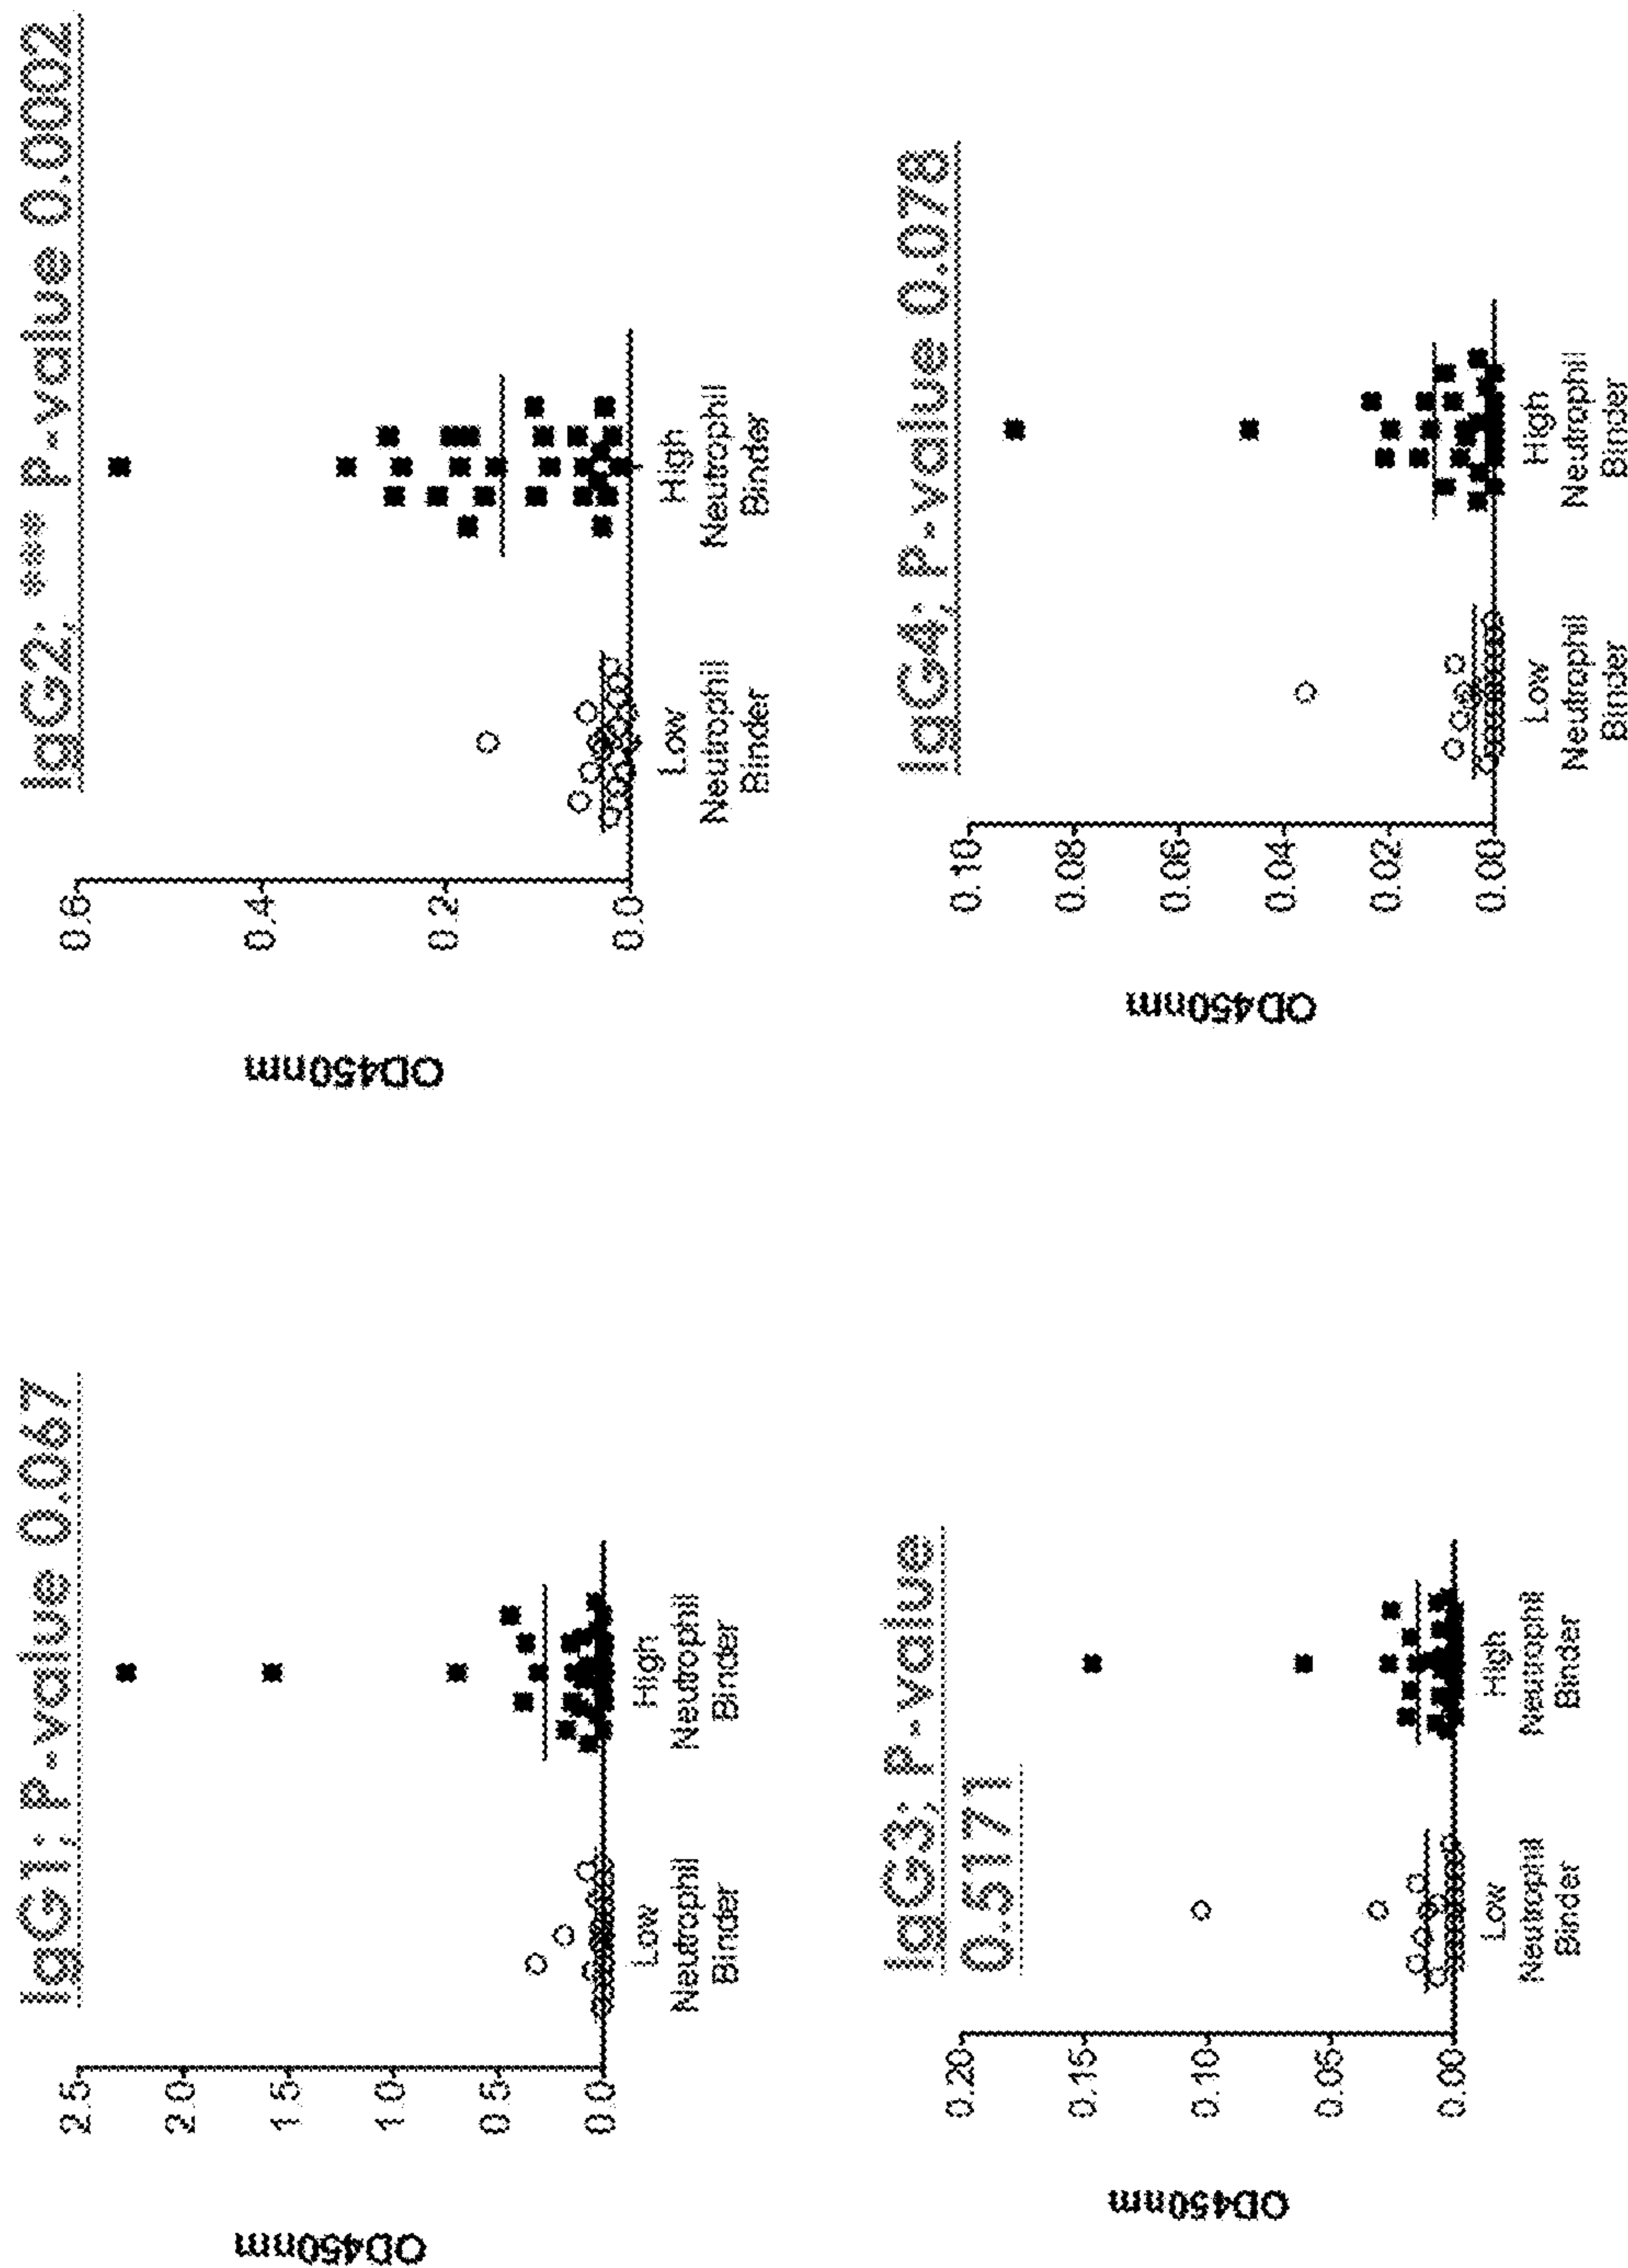 IgG1; P-value 0.067
OD450nm
2.5
2.0
1.5
1.0
0.5
0.0
Low
Neutrophil
Binder
High
Neutrophil
Binder
IgG2; *** P-value 0.0002
OD450nm
0.6
0.4
0.2
0.0
Low
Neutrophil
Binder
High
Neutrophil
Binder
IgG3; P-value
0.5171
OD450nm
0.20
0.15
0.10
0.05
0.00
Low
Neutrophil
Binder
High
Neutrophil
Binder
IgG4; P-value 0.078
OD450nm
0.10
0.08
0.06
0.04
0.02
0.00
Low
Neutrophil
Binder
High
Neutrophil
Binder